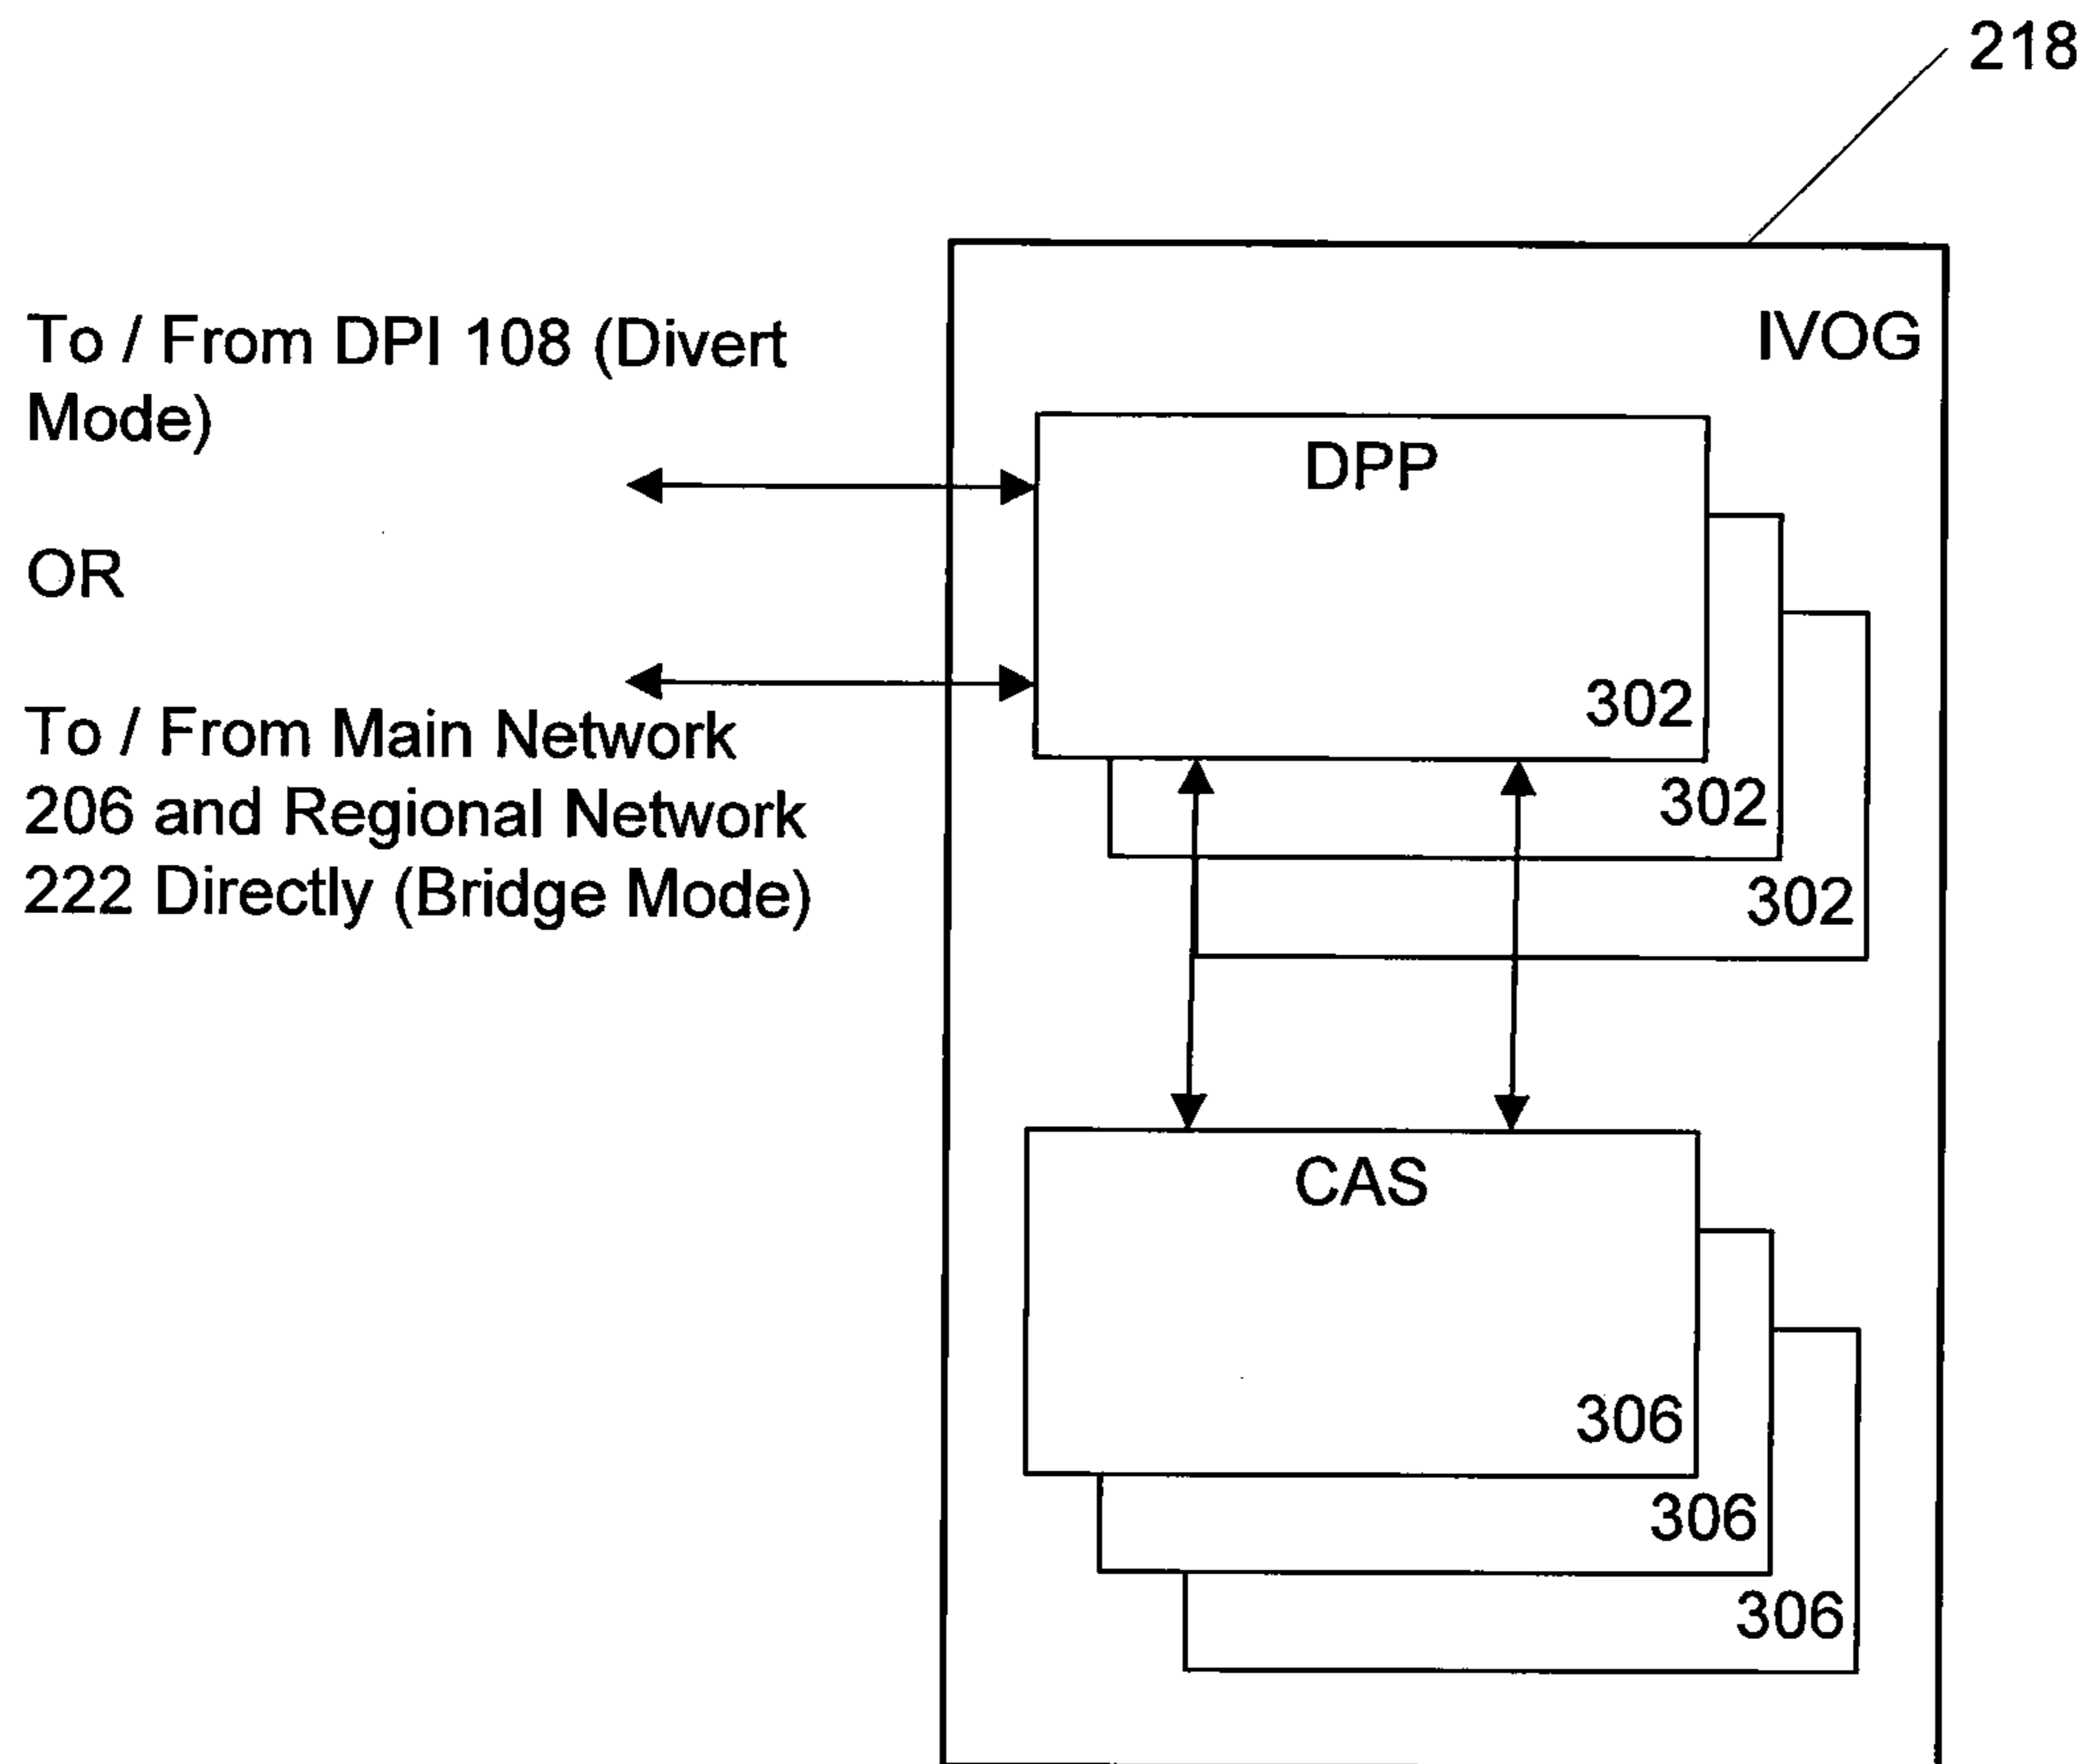 218
IVOG
To / From DPI 108 (Divert
Mode)
DPP
OR
302
To / From Main Network
206 and Regional Network
222 Directly (Bridge Mode)
302
302
CAS
306
306
306